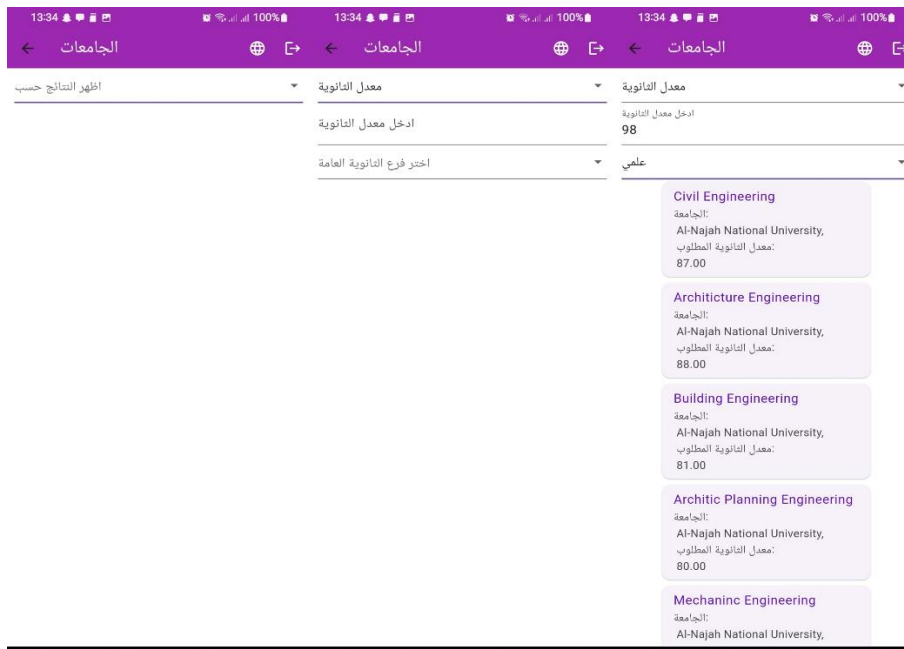 13:34 100%
الجامعات
اظهر النتائج حسب
13:34 100%
الجامعات
معدل الثانوية
ادخل معدل الثانوية
اختر فرع الثانوية العامة
13:34 100%
الجامعات
معدل الثانوية
ادخل معدل الثانوية
98
علمي
Civil Engineering
الجامعة:
Al-Najah National University,
معدل الثانوية المطلوب:
87.00
Architicture Engineering
الجامعة:
Al-Najah National University,
معدل الثانوية المطلوب:
88.00
Building Engineering
الجامعة:
Al-Najah National University,
معدل الثانوية المطلوب:
81.00
Architic Planning Engineering
الجامعة:
Al-Najah National University,
معدل الثانوية المطلوب:
80.00
Mechaninc Engineering
الجامعة:
Al-Najah National University,